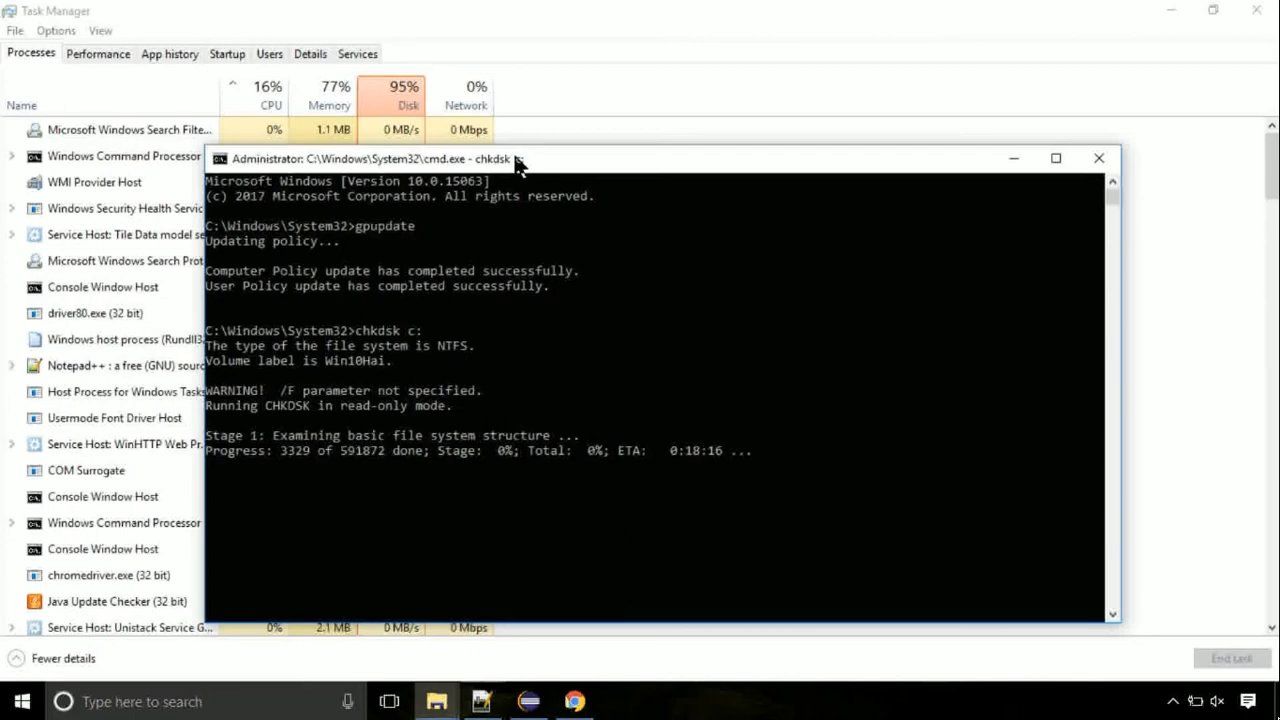 Task Manager
File Options View
Processes Performance App history Startup Users Details Services
16% 77% 95% 0%
Name CPU Memory Disk Network
Microsoft Windows Search Filte... 0% 1.1 MB 0 MB/s 0 Mbps
Windows Command Processor
WMI Provider Host
Windows Security Health Servic
Service Host: Tile Data model se
Microsoft Windows Search Prot
Console Window Host
driver80.exe (32 bit)
Windows host process (Rundll3
Notepad++ : a free (GNU) sourc
Host Process for Windows Task
Usermode Font Driver Host
Service Host: WinHTTP Web Pr
COM Surrogate
Console Window Host
Windows Command Processor
Console Window Host
chromedriver.exe (32 bit)
Java Update Checker (32 bit)
Service Host: Unistack Service G... 0% 2.1 MB 0 MB/s 0 Mbps
Administrator: C:\Windows\System32\cmd.exe - chkdsk
Microsoft Windows [Version 10.0.15063]
(c) 2017 Microsoft Corporation. All rights reserved.
C:\Windows\System32>gpupdate
Updating policy...
Computer Policy update has completed successfully.
User Policy update has completed successfully.
C:\Windows\System32>chkdsk c:
The type of the file system is NTFS.
Volume label is Win10Hai.
WARNING! /F parameter not specified.
Running CHKDSK in read-only mode.
Stage 1: Examining basic file system structure ...
Progress: 3329 of 591872 done; Stage: 0%; Total: 0%; ETA: 0:18:16 ...
Fewer details
End task
Type here to search